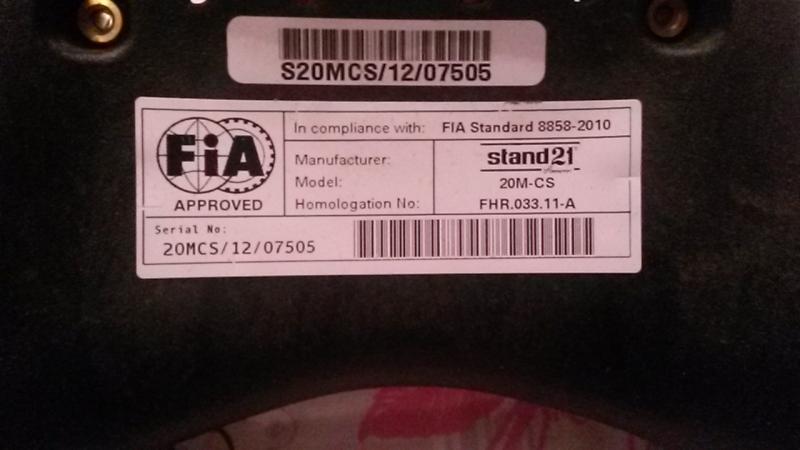 S20MCS/12/07505
FiA
APPROVED
In compliance with: FIA Standard 8858-2010
Manufacturer: stand21
Model: 20M-CS
Homologation No: FHR.033.11-A
Serial No:
20MCS/12/07505